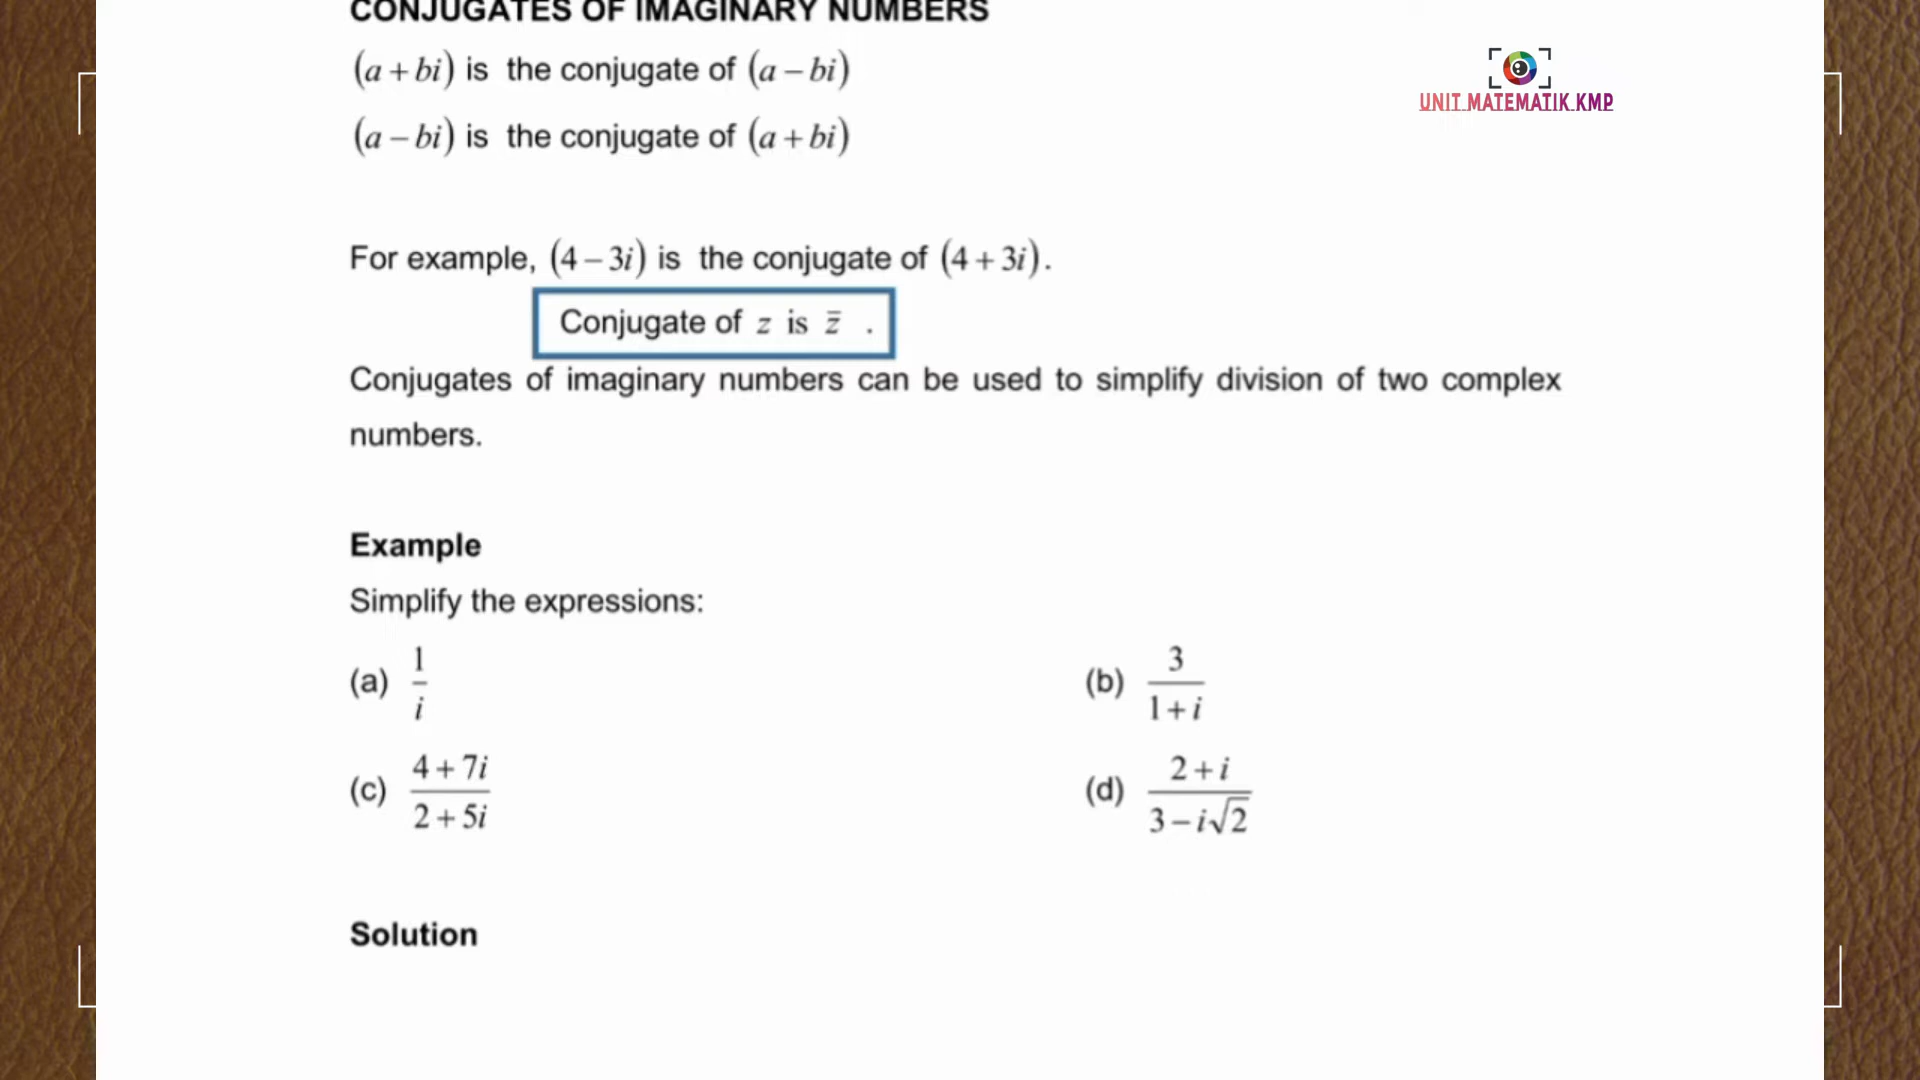 CONJUGATES OF IMAGINARY NUMBERS
UNIT MATEMATIK KMP
(a + bi) is the conjugate of (a − bi)
(a − bi) is the conjugate of (a + bi)
For example, (4 − 3i) is the conjugate of (4 + 3i).
Conjugate of z is z̄ .
Conjugates of imaginary numbers can be used to simplify division of two complex
numbers.
Example
Simplify the expressions:
(a) 1/i (b) 3/(1 + i)
(c) (4 + 7i)/(2 + 5i) (d) (2 + i)/(3 − i√2)
Solution